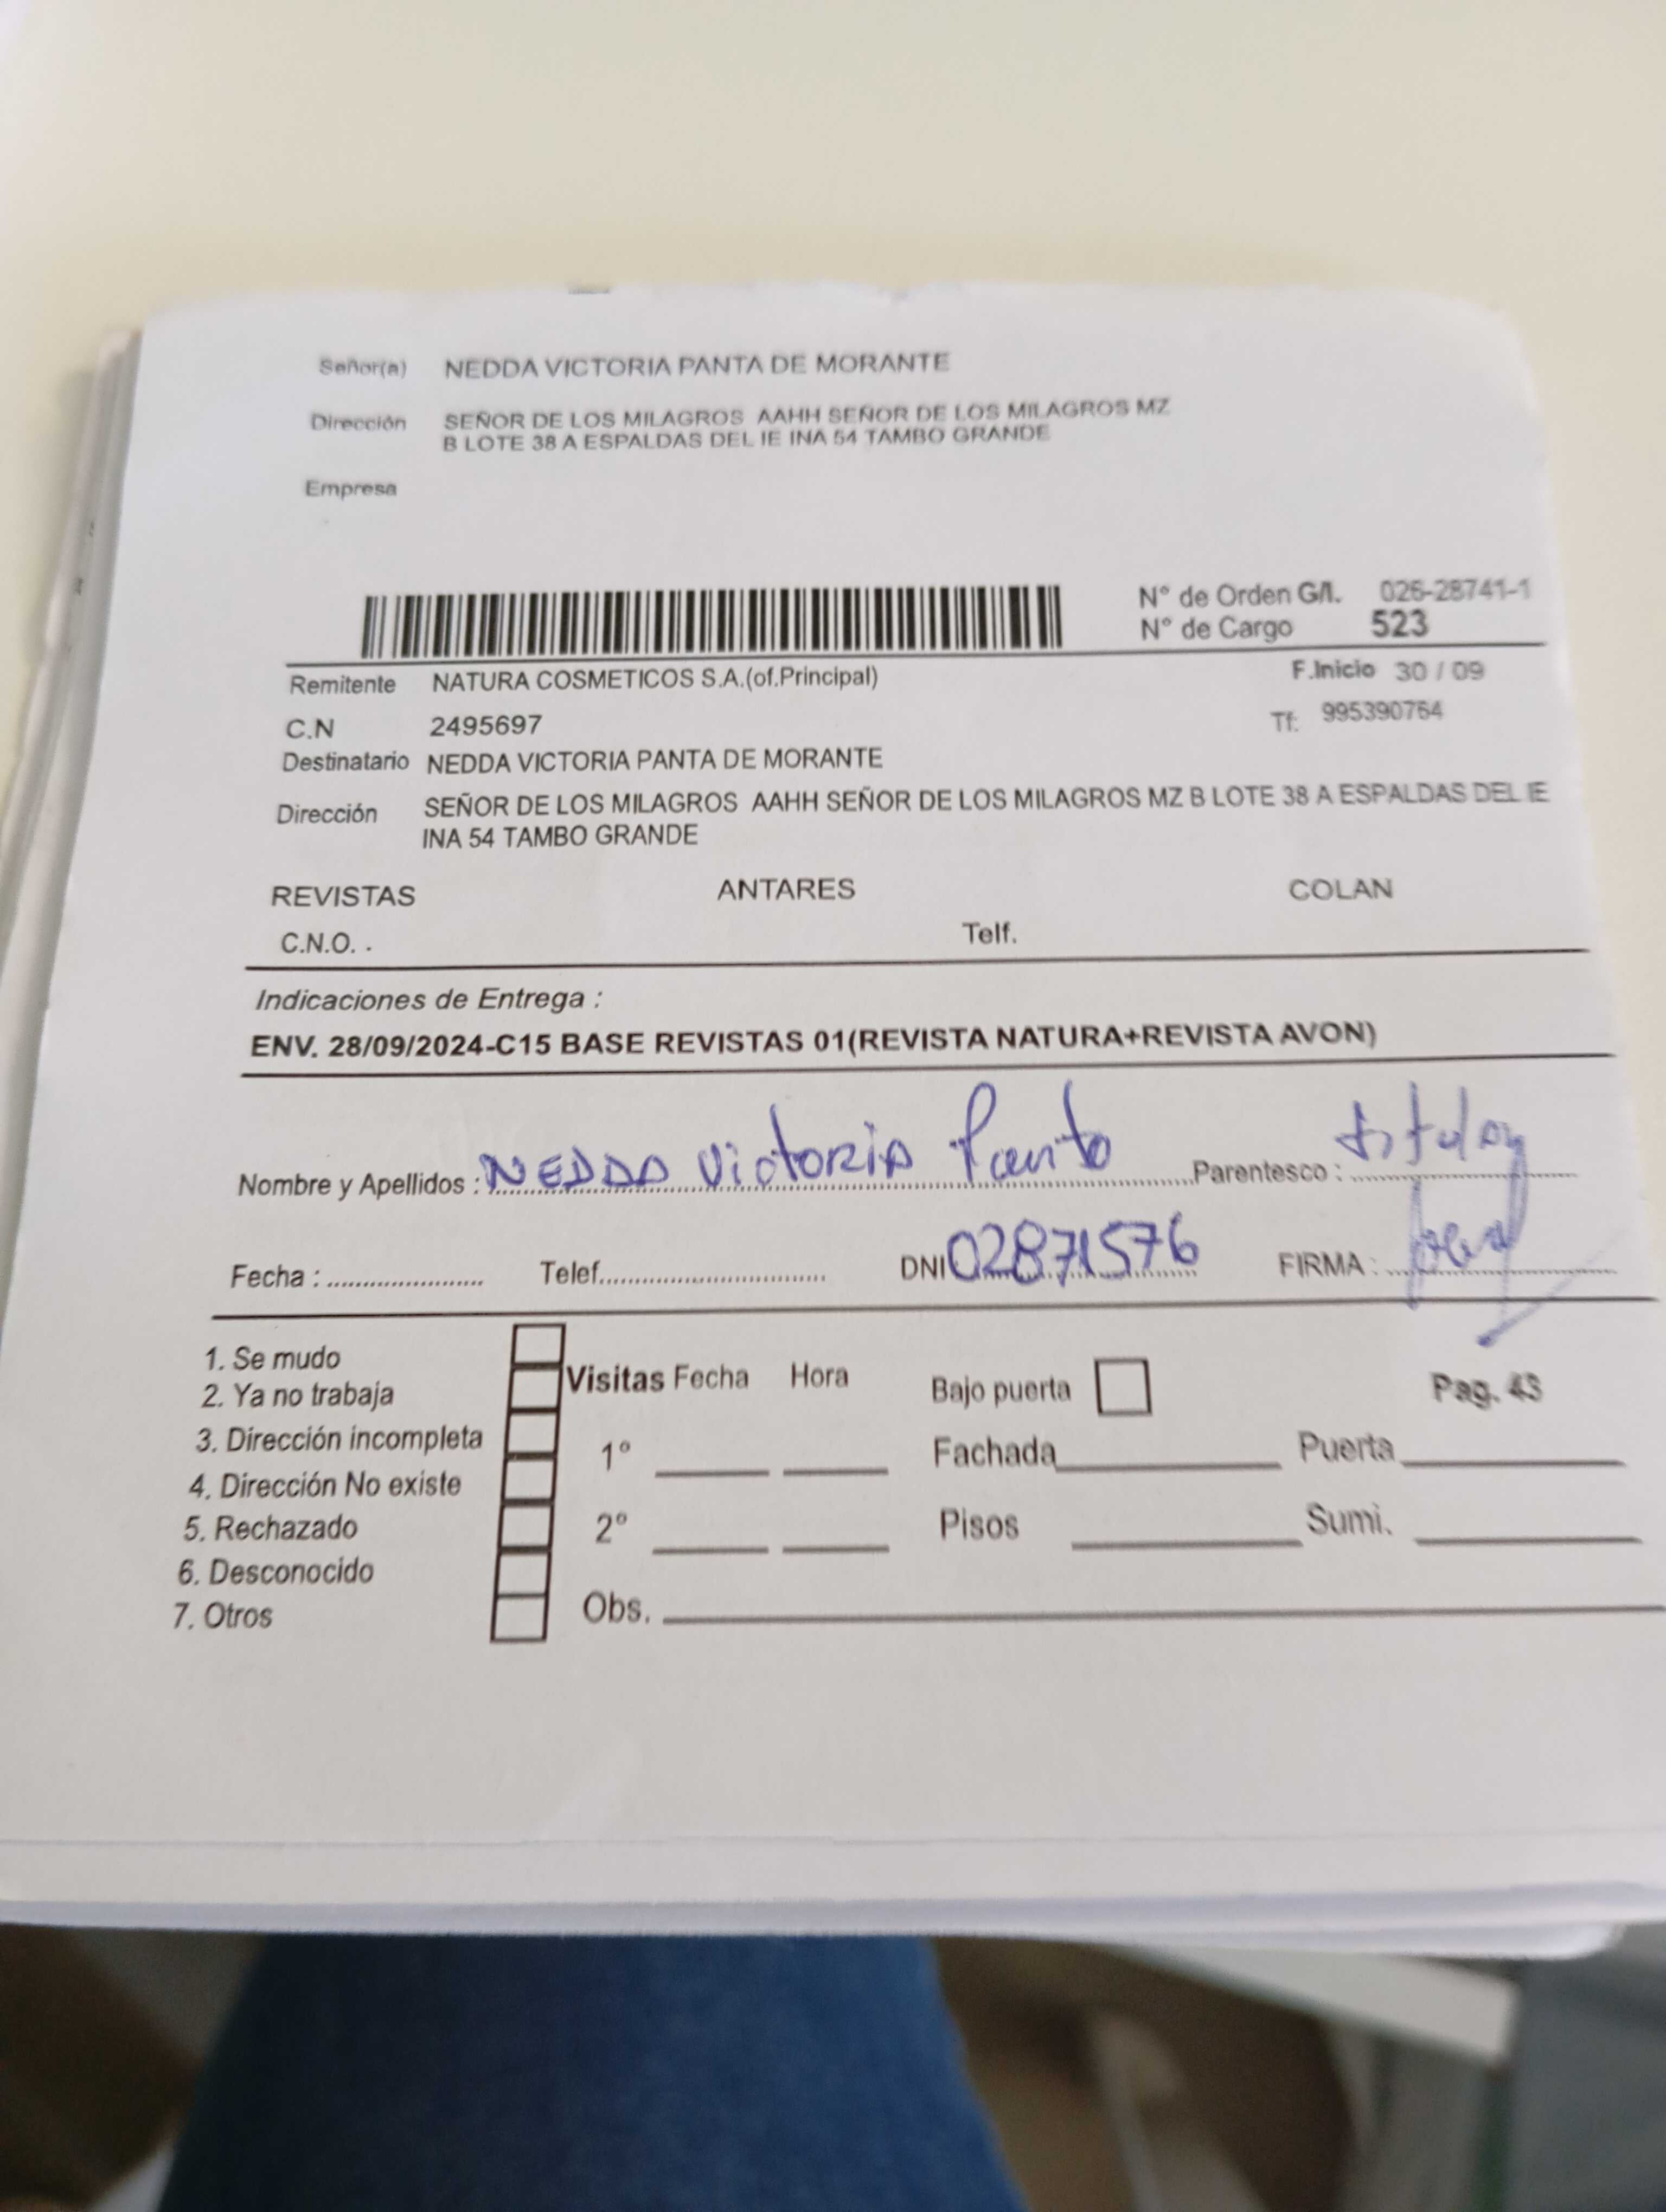 Señor(a) NEDDA VICTORIA PANTA DE MORANTE
Dirección SEÑOR DE LOS MILAGROS AAHH SEÑOR DE LOS MILAGROS MZ
B LOTE 38 A ESPALDAS DEL IE INA 54 TAMBO GRANDE
Empresa
N° de Orden G/I. 026-28741-1
N° de Cargo 523
Remitente NATURA COSMETICOS S.A.(of.Principal) F.Inicio 30 / 09
C.N 2495697 Tf: 995390764
Destinatario NEDDA VICTORIA PANTA DE MORANTE
Dirección SEÑOR DE LOS MILAGROS AAHH SEÑOR DE LOS MILAGROS MZ B LOTE 38 A ESPALDAS DEL IE
INA 54 TAMBO GRANDE
REVISTAS ANTARES COLAN
C.N.O. . Telf.
Indicaciones de Entrega :
ENV. 28/09/2024-C15 BASE REVISTAS 01(REVISTA NATURA+REVISTA AVON)
Nombre y Apellidos : NEDDA Victoria Panta Parentesco : titular
Fecha : Telef. DNI 02871576 FIRMA :
1. Se mudo
2. Ya no trabaja Visitas Fecha Hora Bajo puerta Pag. 43
3. Dirección incompleta 1° Fachada Puerta
4. Dirección No existe
5. Rechazado 2° Pisos Sumi.
6. Desconocido
7. Otros Obs.